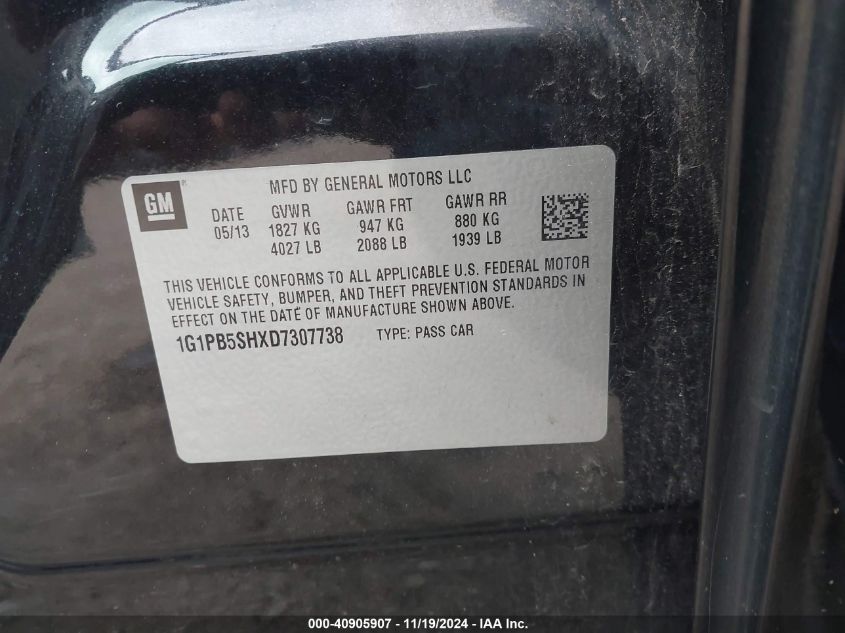 GM
®
MFD BY GENERAL MOTORS LLC
DATE GVWR GAWR FRT GAWR RR
05/13 1827 KG 947 KG 880 KG
4027 LB 2088 LB 1939 LB
THIS VEHICLE CONFORMS TO ALL APPLICABLE U.S. FEDERAL MOTOR
VEHICLE SAFETY, BUMPER, AND THEFT PREVENTION STANDARDS IN
EFFECT ON THE DATE OF MANUFACTURE SHOWN ABOVE.
1G1PB5SHXD7307738 TYPE: PASS CAR
000-40905907 - 11/19/2024 - IAA Inc.